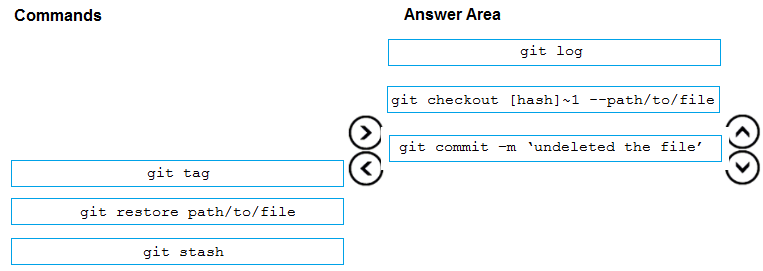 Commands
Answer Area
git log
git checkout [hash]~1 --path/to/file
git commit -m ‘undeleted the file’
git tag
git restore path/to/file
git stash